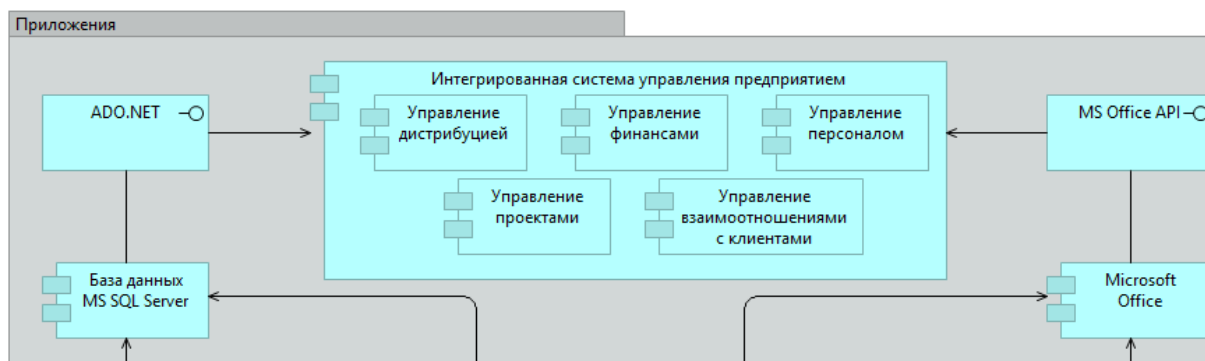 Приложения
Интегрированная система управления предприятием
ADO.NET
Управление
дистрибуцией
Управление
финансами
Управление
персоналом
MS Office API
Управление
проектами
Управление
взаимоотношениями
с клиентами
База данных
MS SQL Server
Microsoft
Office